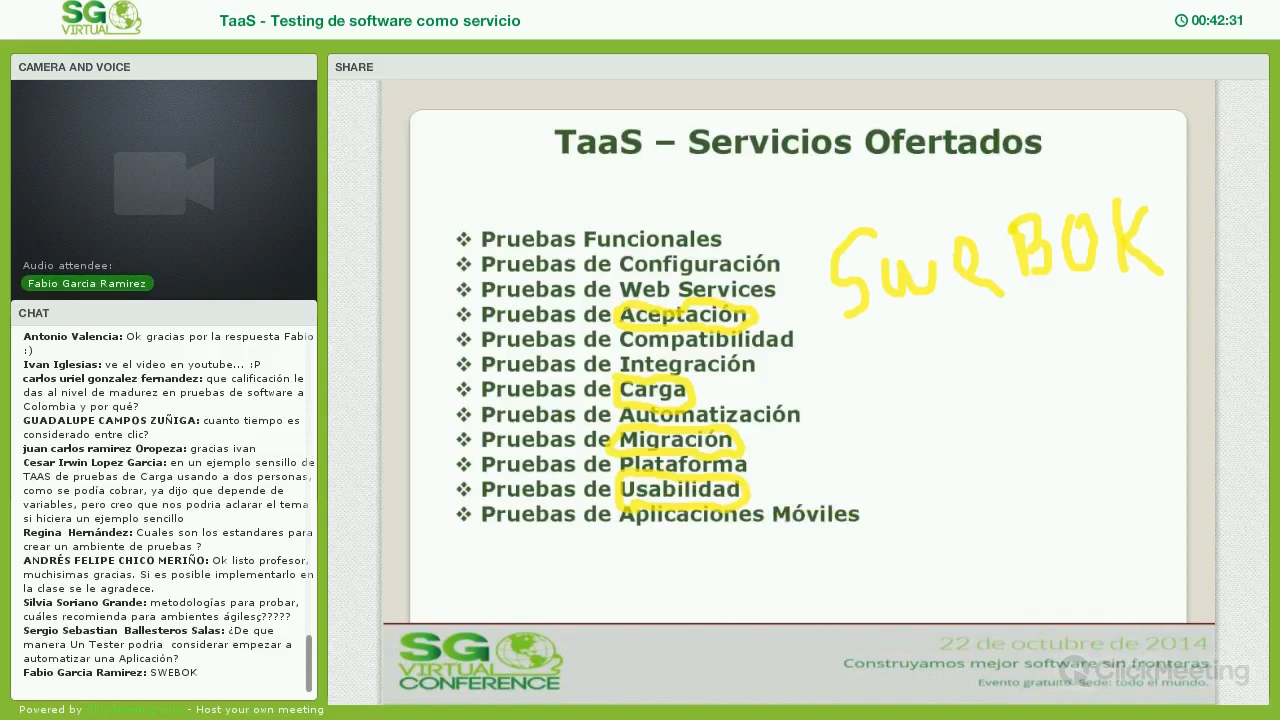 SG
VIRTUAL
TaaS - Testing de software como servicio
00:42:31
CAMERA AND VOICE
Audio attendee:
Fabio Garcia Ramirez
CHAT
Antonio Valencia: Ok gracias por la respuesta Fabio
:)
Ivan Iglesias: ve el video en youtube... :P
carlos uriel gonzalez fernandez: que calificación le
das al nivel de madurez en pruebas de software a
Colombia y por qué?
GUADALUPE CAMPOS ZUÑIGA: cuanto tiempo es
considerado entre clic?
juan carlos ramirez Oropeza: gracias ivan
Cesar Irwin Lopez Garcia: en un ejemplo sensillo de
TAAS de pruebas de Carga usando a dos personas,
como se podía cobrar, ya dijo que depende de
variables, pero creo que nos podria aclarar el tema
si hiciera un ejemplo sencillo
Regina Hernández: Cuales son los estandares para
crear un ambiente de pruebas ?
ANDRÉS FELIPE CHICO MERIÑO: Ok listo profesor,
muchisimas gracias. Si es posible implementarlo en
la clase se le agradece.
Silvia Soriano Grande: metodologías para probar,
cuáles recomienda para ambientes ágilesç?????
Sergio Sebastian Ballesteros Salas: ¿De que
manera Un Tester podria considerar empezar a
automatizar una Aplicación?
Fabio Garcia Ramirez: SWEBOK
Powered by ClickMeeting.com - Host your own meeting
SHARE
TaaS – Servicios Ofertados
❖ Pruebas Funcionales
❖ Pruebas de Configuración
❖ Pruebas de Web Services
❖ Pruebas de Aceptación
❖ Pruebas de Compatibilidad
❖ Pruebas de Integración
❖ Pruebas de Carga
❖ Pruebas de Automatización
❖ Pruebas de Migración
❖ Pruebas de Plataforma
❖ Pruebas de Usabilidad
❖ Pruebas de Aplicaciones Móviles
SweBOK
SG
VIRTUAL
CONFERENCE
22 de octubre de 2014
Construyamos mejor software sin fronteras
Evento gratuito. Sede: todo el mundo.
ClickMeeting